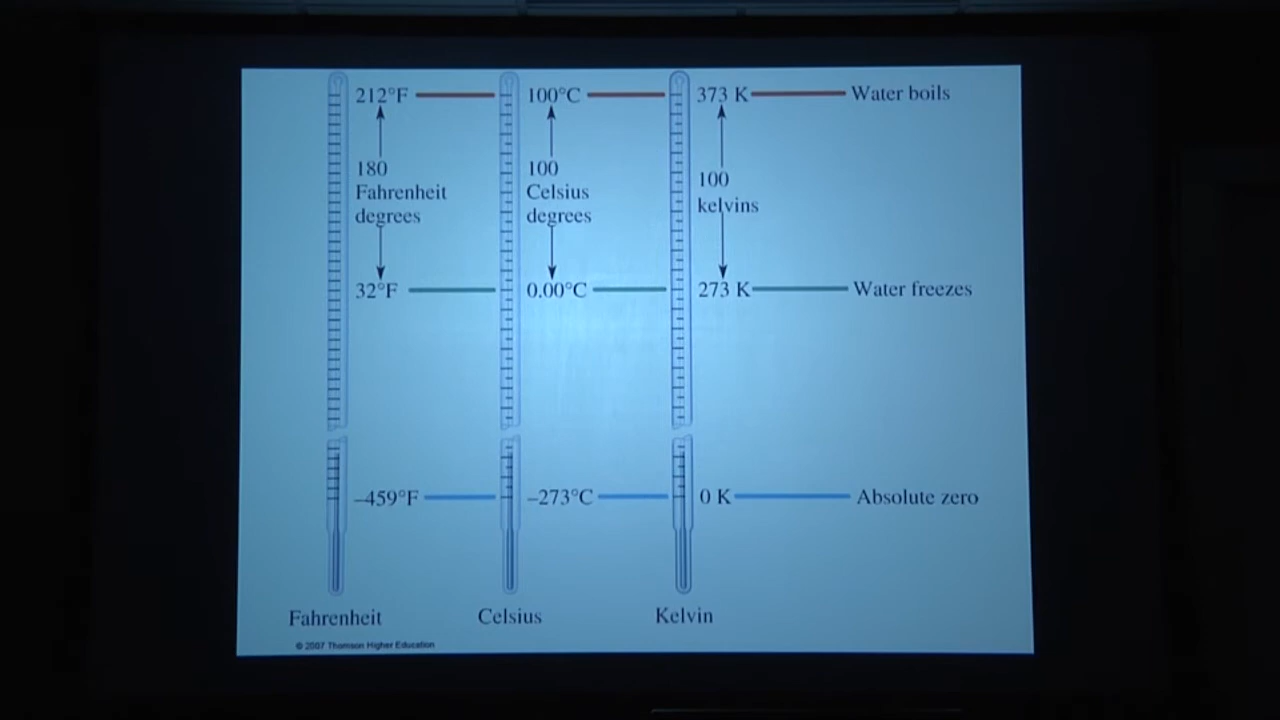 212°F
100°C
373 K
Water boils
180
Fahrenheit
degrees
100
Celsius
degrees
100
kelvins
32°F
0.00°C
273 K
Water freezes
–459°F
–273°C
0 K
Absolute zero
Fahrenheit
Celsius
Kelvin
© 2007 Thomson Higher Education